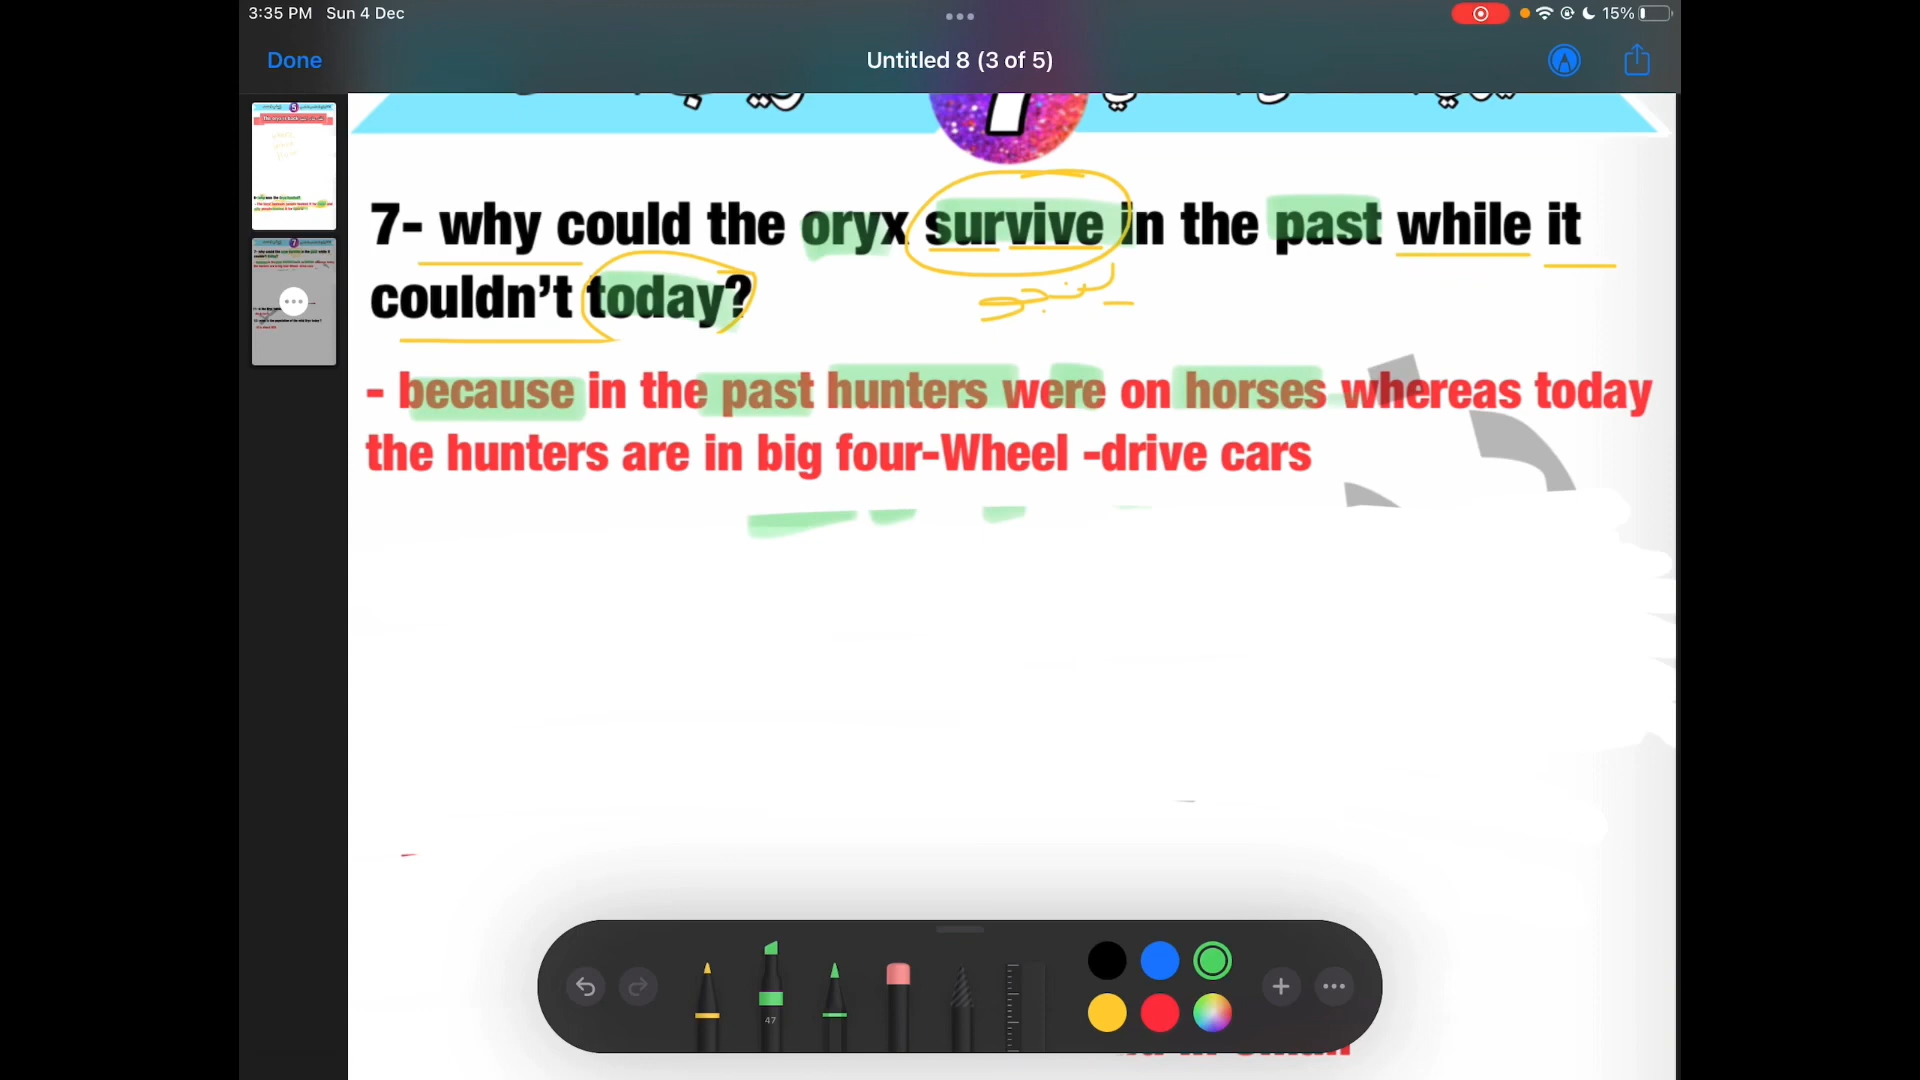 3:35 PM Sun 4 Dec
15%
Done
Untitled 8 (3 of 5)
7
7- why could the oryx survive in the past while it
couldn’t today?
- because in the past hunters were on horses whereas today
the hunters are in big four-Wheel -drive cars
47